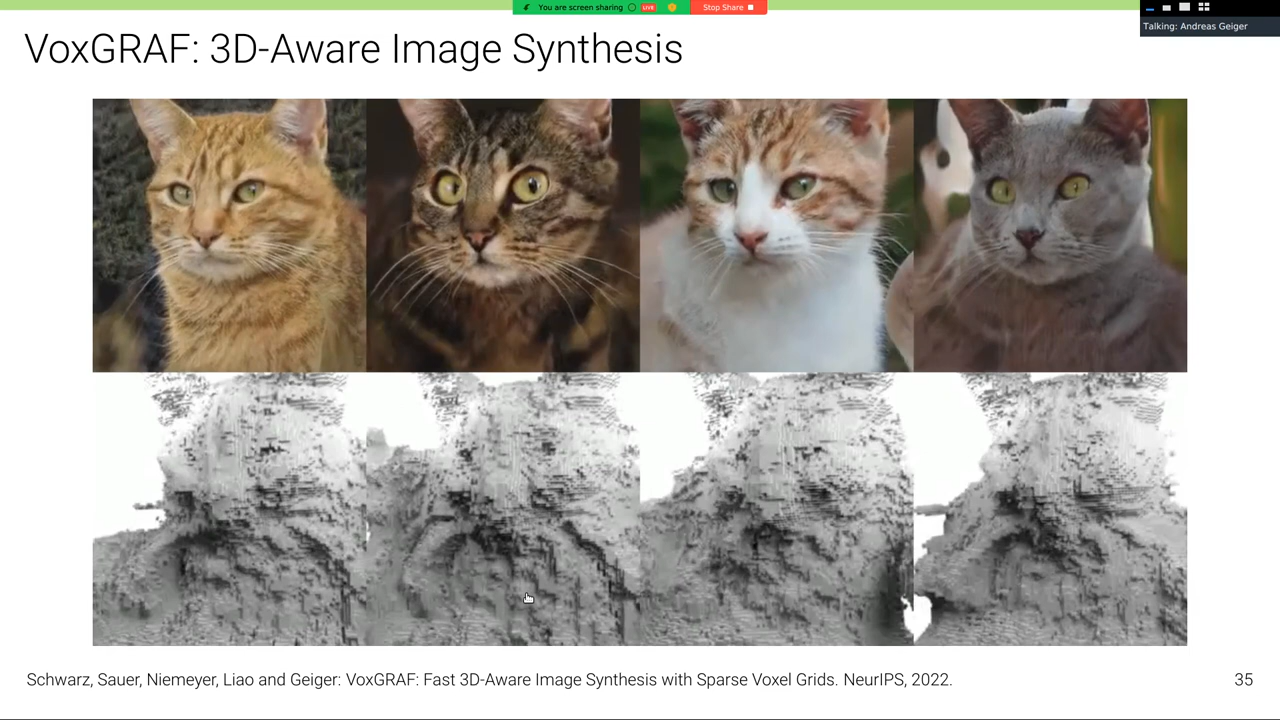 You are screen sharing
LIVE
Stop Share
Talking: Andreas Geiger
VoxGRAF: 3D-Aware Image Synthesis
Schwarz, Sauer, Niemeyer, Liao and Geiger: VoxGRAF: Fast 3D-Aware Image Synthesis with Sparse Voxel Grids. NeurIPS, 2022.
35